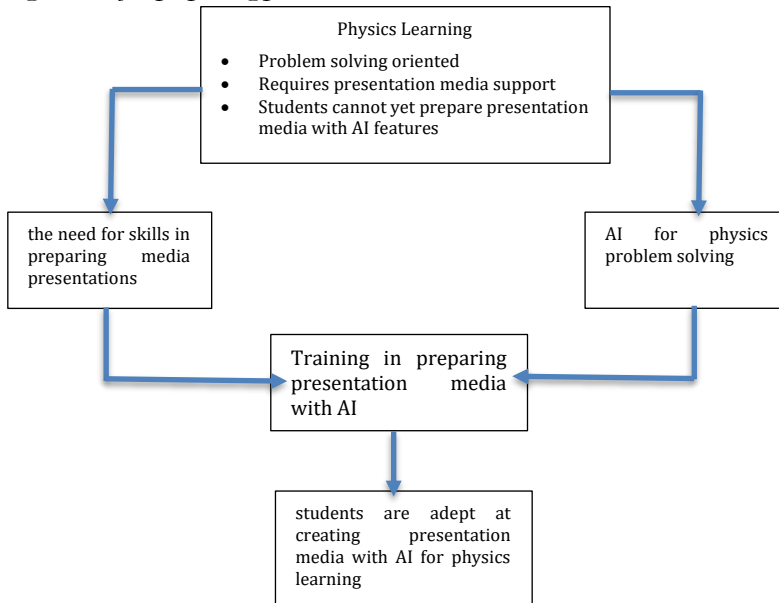 Physics Learning
• Problem solving oriented
• Requires presentation media support
• Students cannot yet prepare presentation
media with AI features
the need for skills in
preparing media
presentations
AI for physics
problem solving
Training in preparing
presentation media
with AI
students are adept at
creating presentation
media with AI for physics
learning